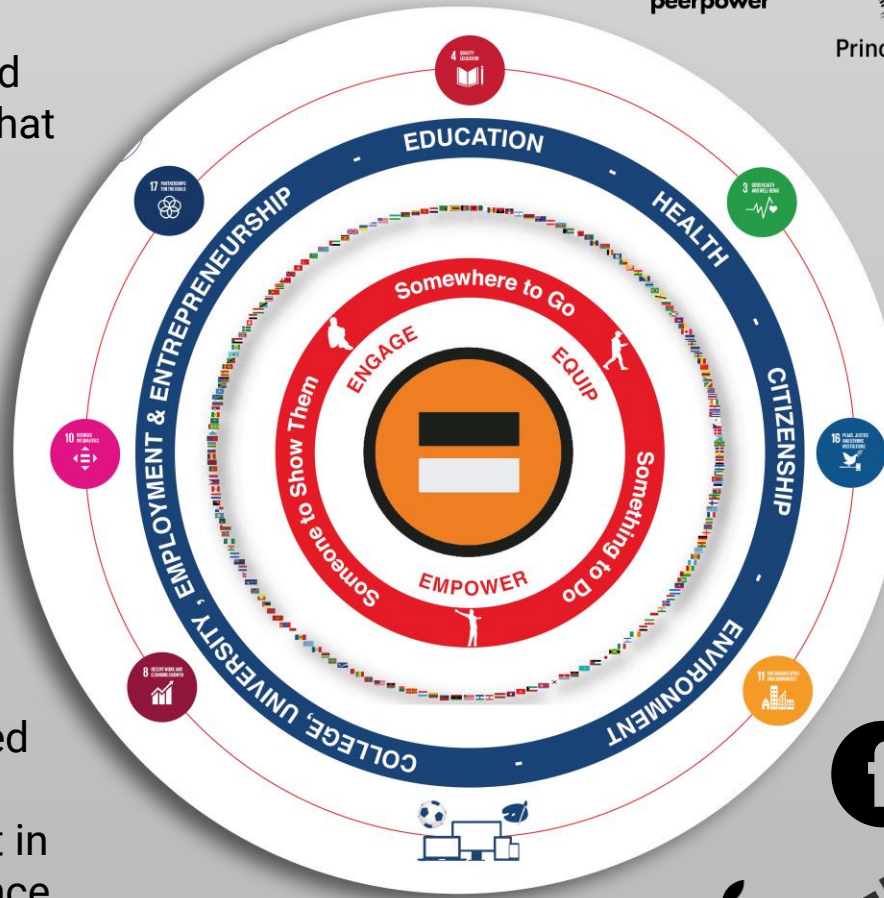 peerpower
Princ
d
hat
4 QUALITY EDUCATION
17 PARTNERSHIPS FOR THE GOALS
3 GOOD HEALTH AND WELL-BEING
EDUCATION - HEALTH - CITIZENSHIP - ENVIRONMENT - COLLEGE, UNIVERSITY, EMPLOYMENT & ENTREPRENEURSHIP -
Somewhere to Go
ENGAGE
EQUIP
Someone to Show Them
Something to Do
EMPOWER
10 REDUCED INEQUALITIES
16 PEACE, JUSTICE AND STRONG INSTITUTIONS
8 DECENT WORK AND ECONOMIC GROWTH
11 SUSTAINABLE CITIES AND COMMUNITIES
ed
f
t in
nce